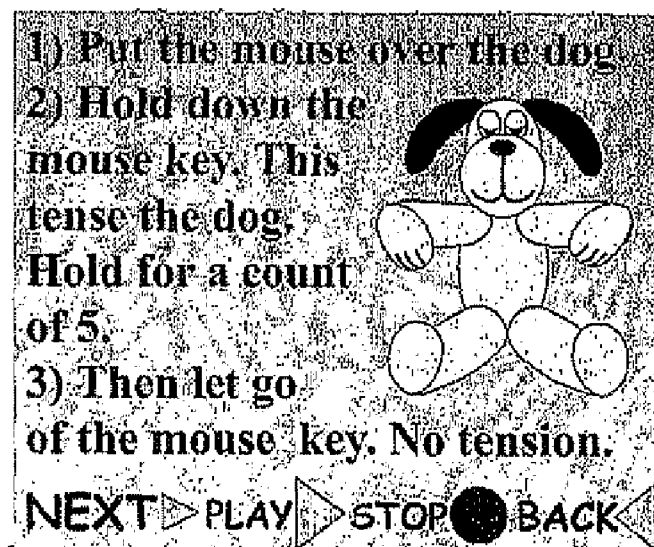 1) Put the mouse over the dog
2) Hold down the
mouse key. This
tense the dog.
Hold for a count
of 5.
3) Then let go
of the mouse key. No tension.
NEXT PLAY STOP BACK